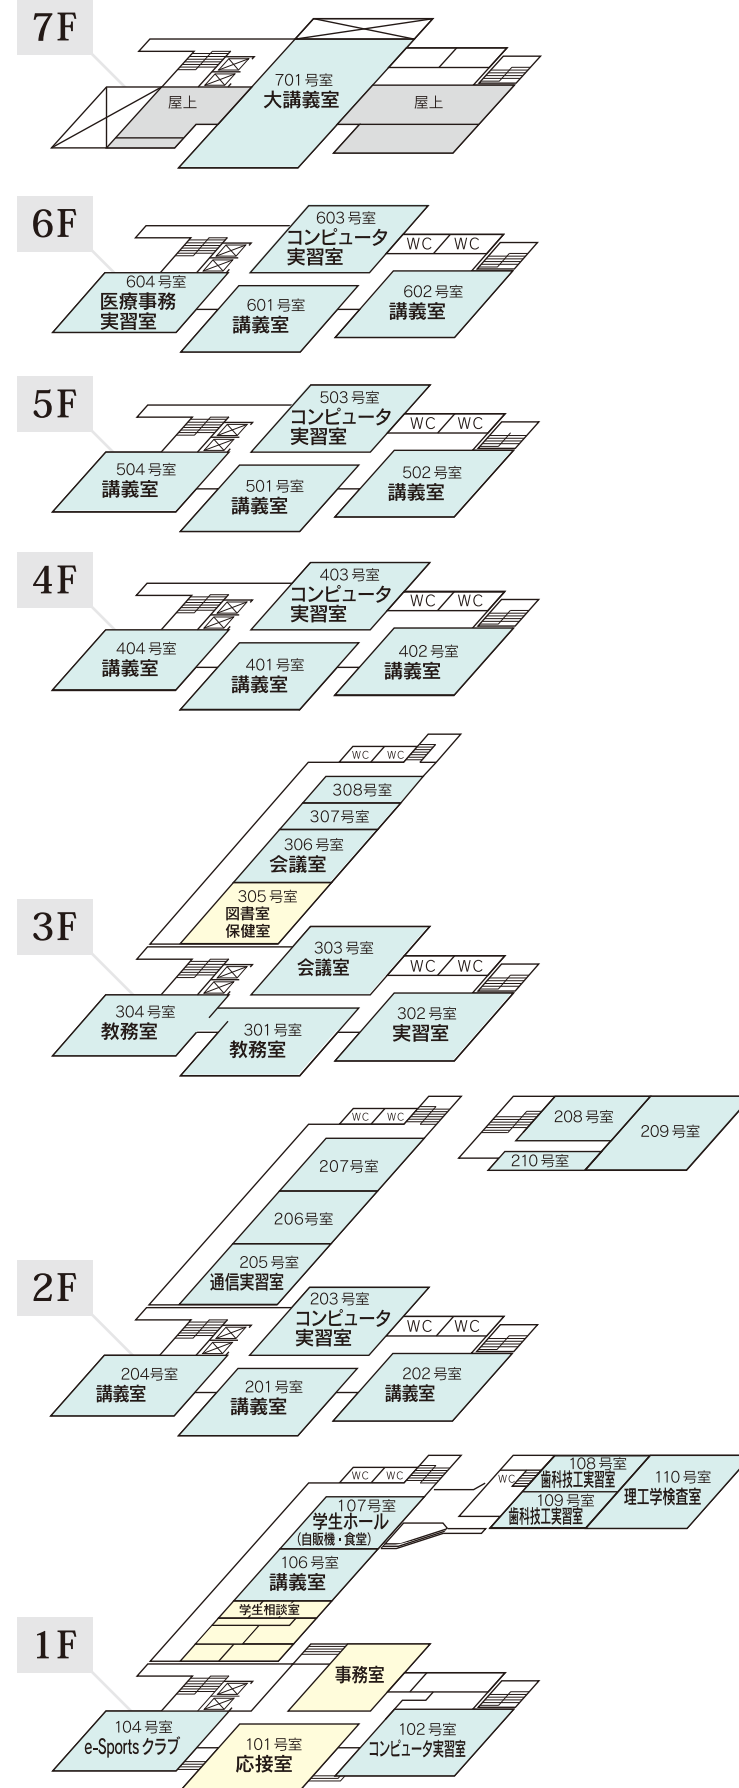 7F
701号室
大講義室
屋上
屋上
6F
603号室
コンピュータ
実習室
WC
WC
604号室
医療事務
実習室
601号室
講義室
602号室
講義室
5F
503号室
コンピュータ
実習室
WC
WC
504号室
講義室
501号室
講義室
502号室
講義室
4F
403号室
コンピュータ
実習室
WC
WC
404号室
講義室
401号室
講義室
402号室
講義室
3F
WC
WC
308号室
307号室
306号室
会議室
305号室
図書室
保健室
303号室
会議室
WC
WC
304号室
教務室
301号室
教務室
302号室
実習室
2F
WC
WC
208号室
209号室
210号室
207号室
206号室
205号室
通信実習室
203号室
コンピュータ
実習室
WC
WC
204号室
講義室
201号室
講義室
202号室
講義室
1F
WC
WC
WC
108号室
歯科技工実習室
109号室
歯科技工実習室
110号室
理工学検査室
107号室
学生ホール
(自販機・食堂)
106号室
講義室
学生相談室
事務室
104号室
e-Sportsクラブ
101号室
応接室
102号室
コンピュータ実習室